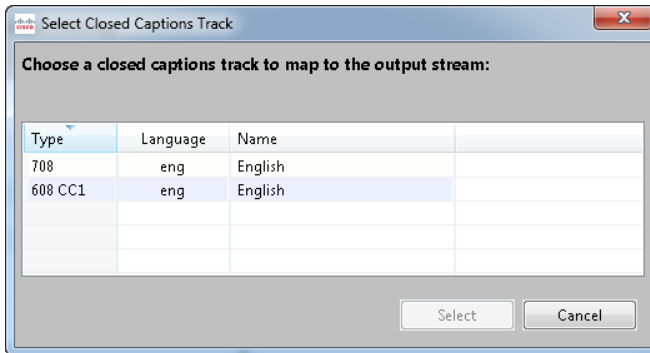 CISCO Select Closed Captions Track
Choose a closed captions track to map to the output stream:
Type Language Name
708 eng English
608 CC1 eng English
Select Cancel